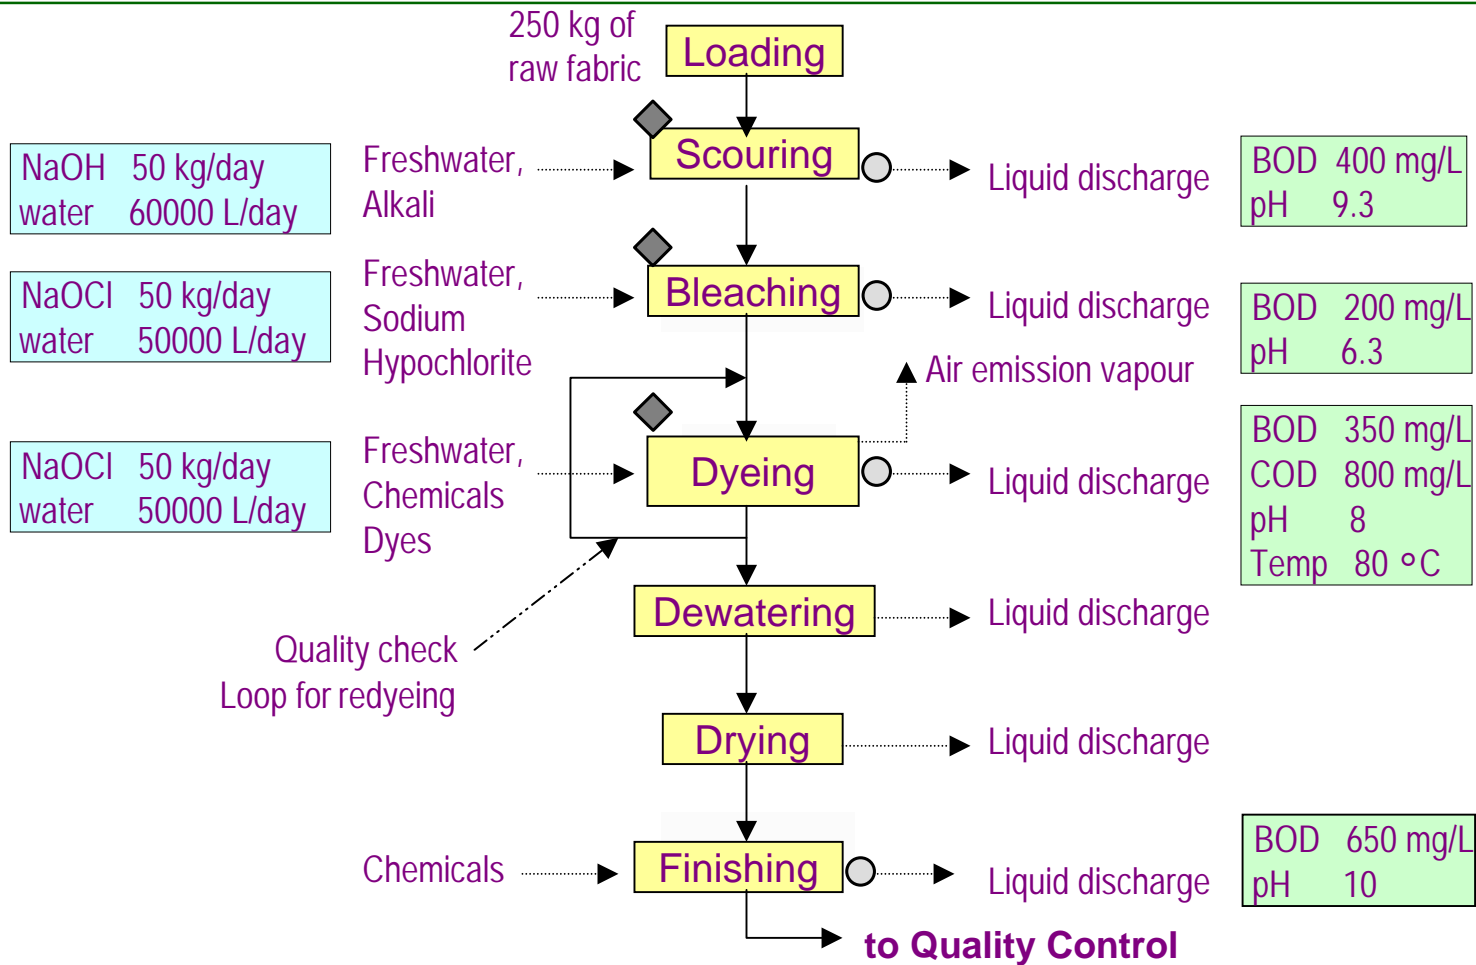 250 kg of
raw fabric
Loading
NaOH 50 kg/day
water 60000 L/day
Freshwater,
Alkali
Scouring
Liquid discharge
BOD 400 mg/L
pH 9.3
NaOCl 50 kg/day
water 50000 L/day
Freshwater,
Sodium
Hypochlorite
Bleaching
Liquid discharge
BOD 200 mg/L
pH 6.3
Air emission vapour
NaOCl 50 kg/day
water 50000 L/day
Freshwater,
Chemicals
Dyes
Dyeing
Liquid discharge
BOD 350 mg/L
COD 800 mg/L
pH 8
Temp 80 °C
Dewatering
Liquid discharge
Quality check
Loop for redyeing
Drying
Liquid discharge
Chemicals
Finishing
Liquid discharge
BOD 650 mg/L
pH 10
to Quality Control